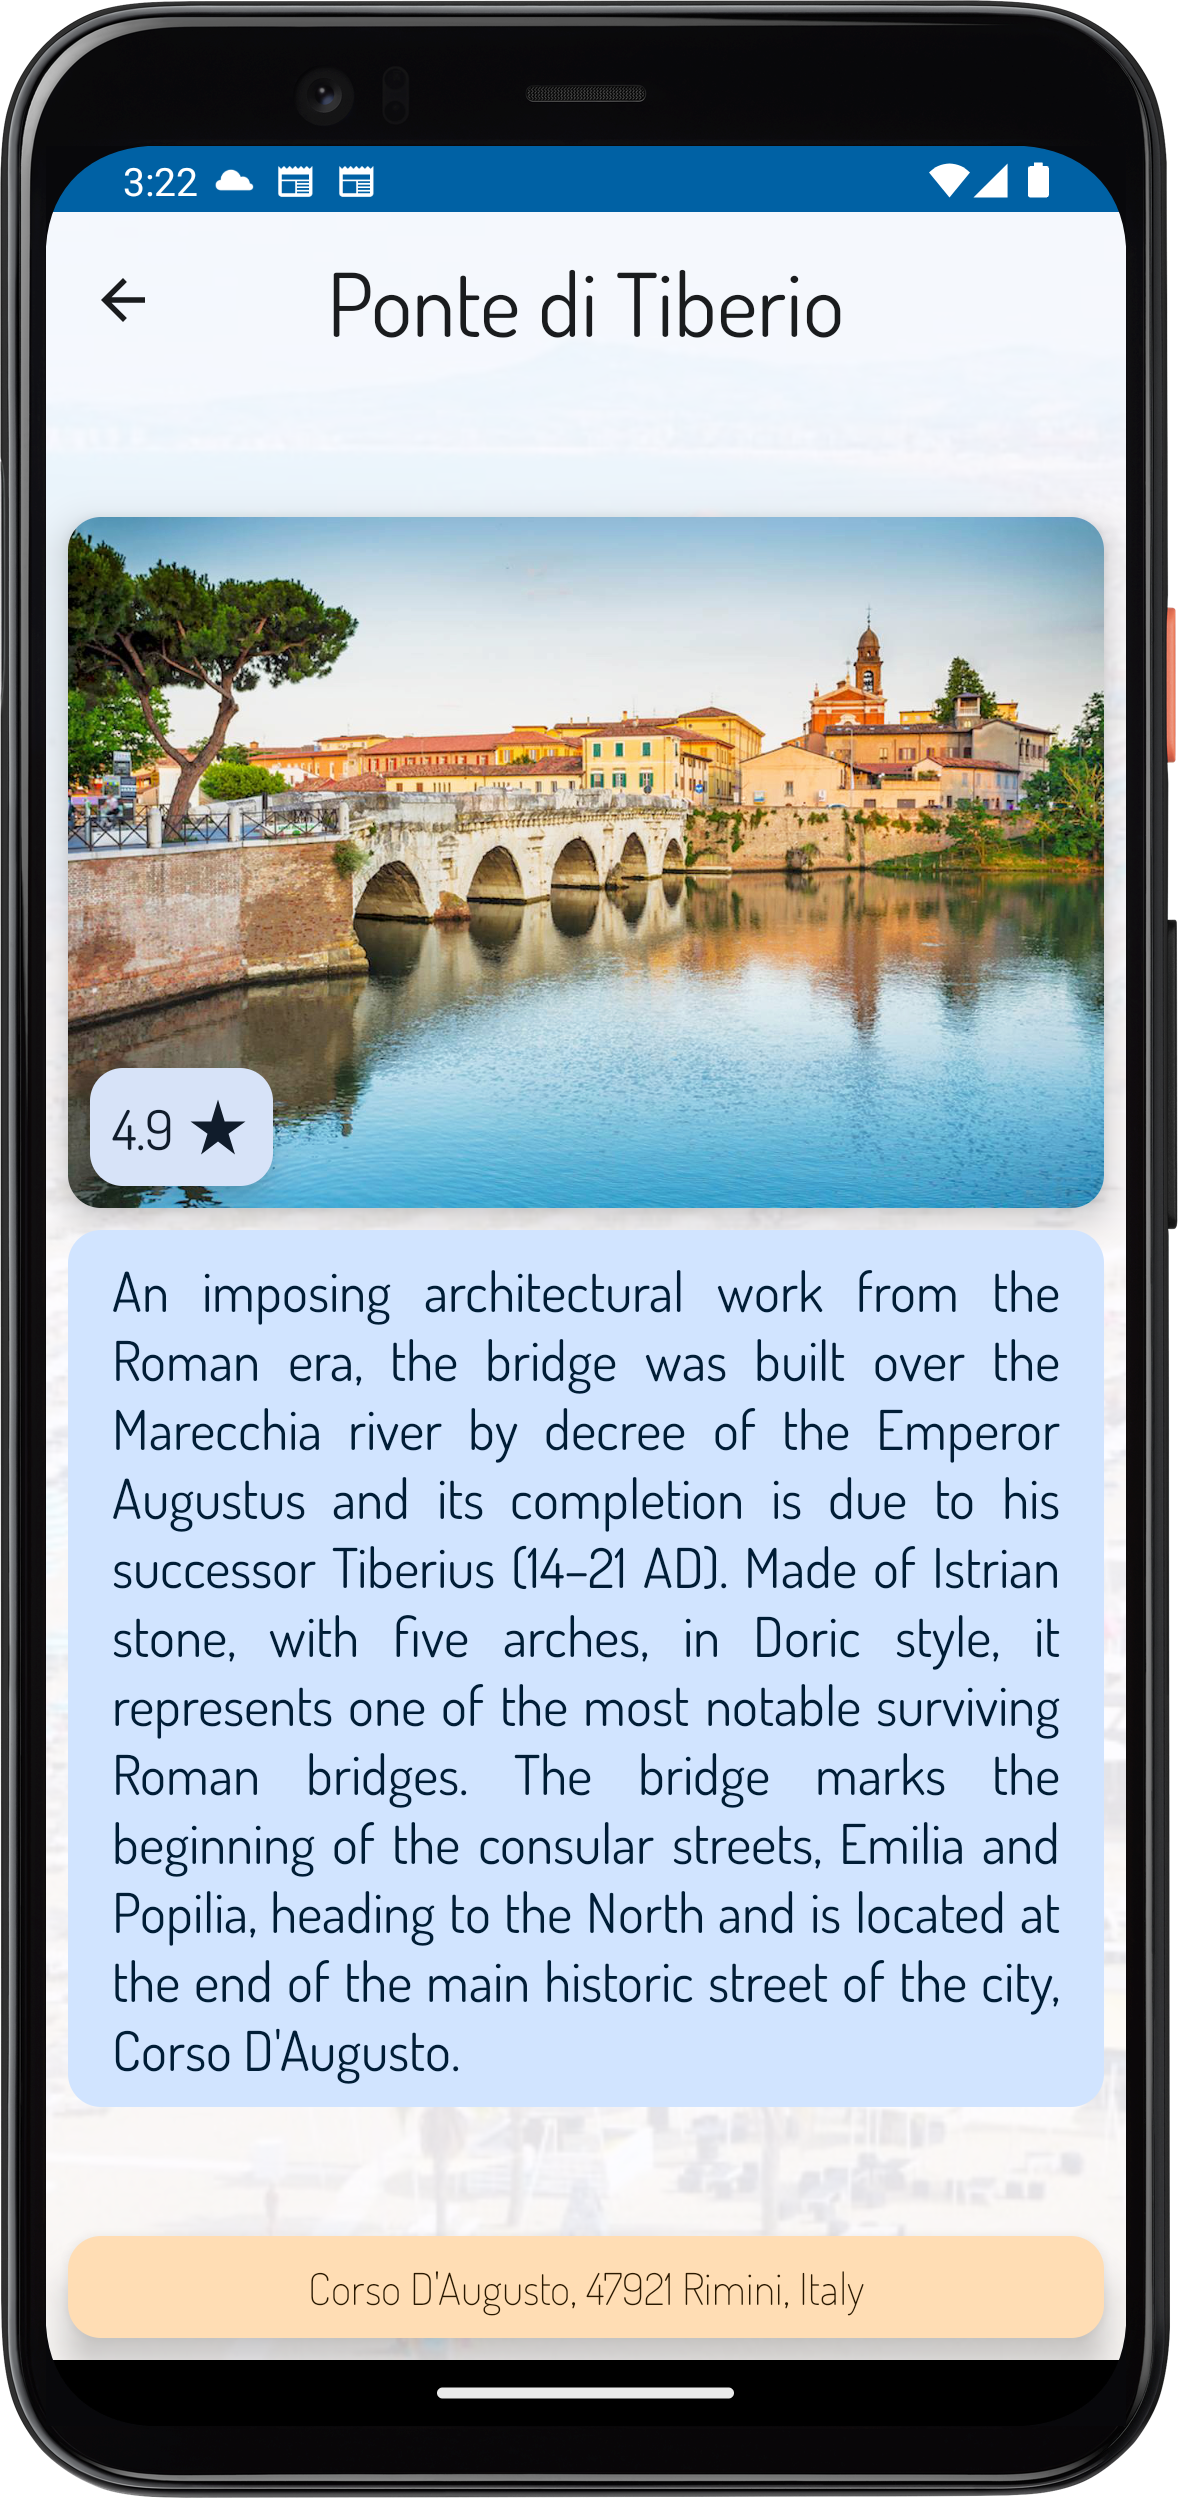 3:22
Ponte di Tiberio
4.9
An imposing architectural work from the
Roman era, the bridge was built over the
Marecchia river by decree of the Emperor
Augustus and its completion is due to his
successor Tiberius (14–21 AD). Made of Istrian
stone, with five arches, in Doric style, it
represents one of the most notable surviving
Roman bridges. The bridge marks the
beginning of the consular streets, Emilia and
Popilia, heading to the North and is located at
the end of the main historic street of the city,
Corso D'Augusto.
Corso D'Augusto, 47921 Rimini, Italy